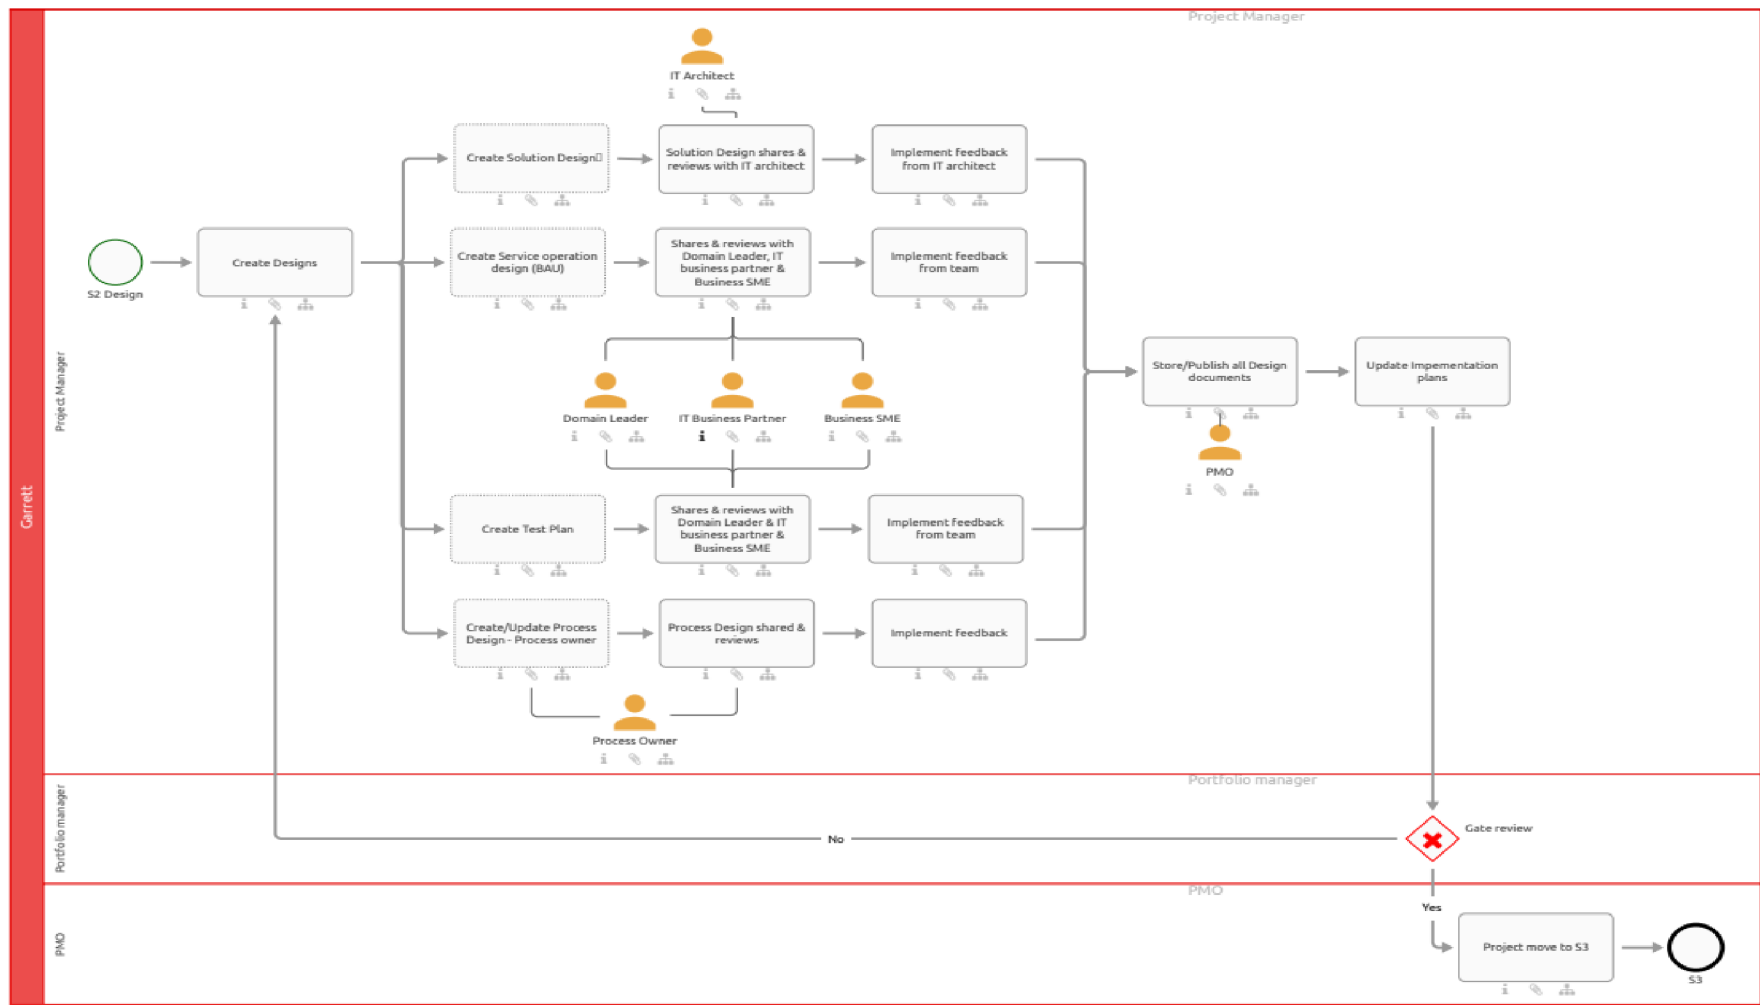 Project Manager
IT Architect
Create Solution Design
Solution Design shares &
reviews with IT architect
Implement feedback
from IT architect
S2 Design
Create Designs
Create Service operation
design (BAU)
Shares & reviews with
Domain Leader, IT
business partner &
Business SME
Implement feedback
from team
Domain Leader
IT Business Partner
Business SME
Project Manager
Garrett
Store/Publish all Design
documents
Update Impementation
plans
PMO
Create Test Plan
Shares & reviews with
Domain Leader & IT
business partner &
Business SME
Implement feedback
from team
Create/Update Process
Design - Process owner
Process Design shared &
reviews
Implement feedback
Process Owner
Portfolio manager
Portfolio manager
No
Gate review
PMO
PMO
Yes
Project move to S3
S3